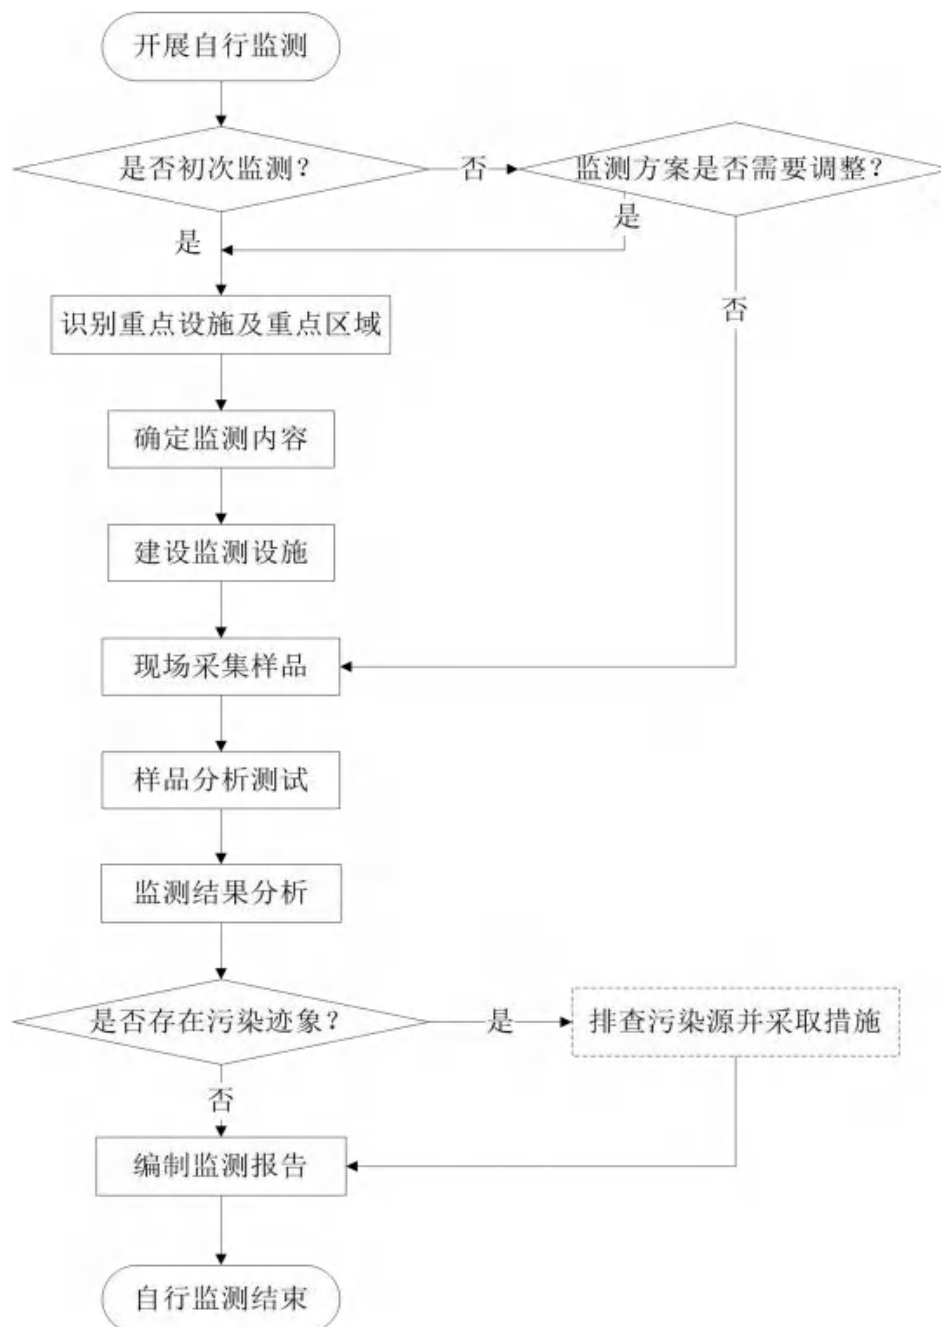 开展自行监测
是否初次监测？
否
监测方案是否需要调整？
是
是
否
识别重点设施及重点区域
确定监测内容
建设监测设施
现场采集样品
样品分析测试
监测结果分析
是否存在污染迹象？
是
排查污染源并采取措施
否
编制监测报告
自行监测结束